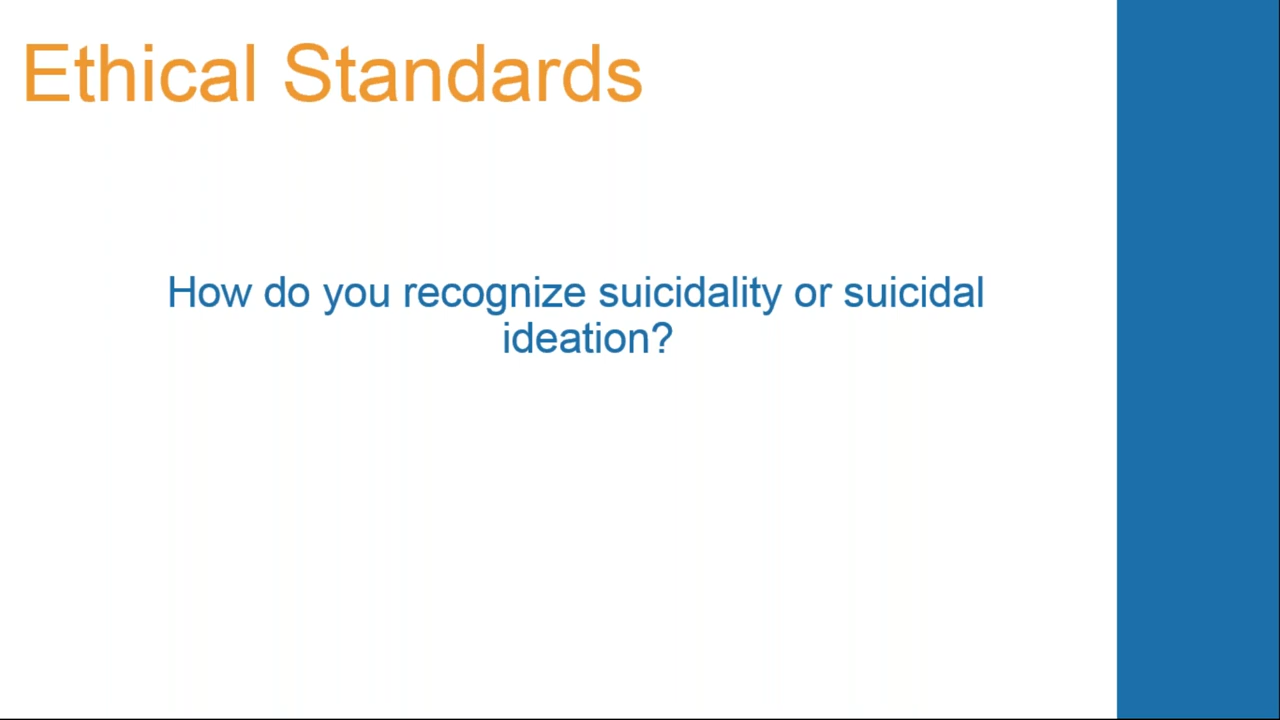 Ethical Standards
How do you recognize suicidality or suicidal
ideation?